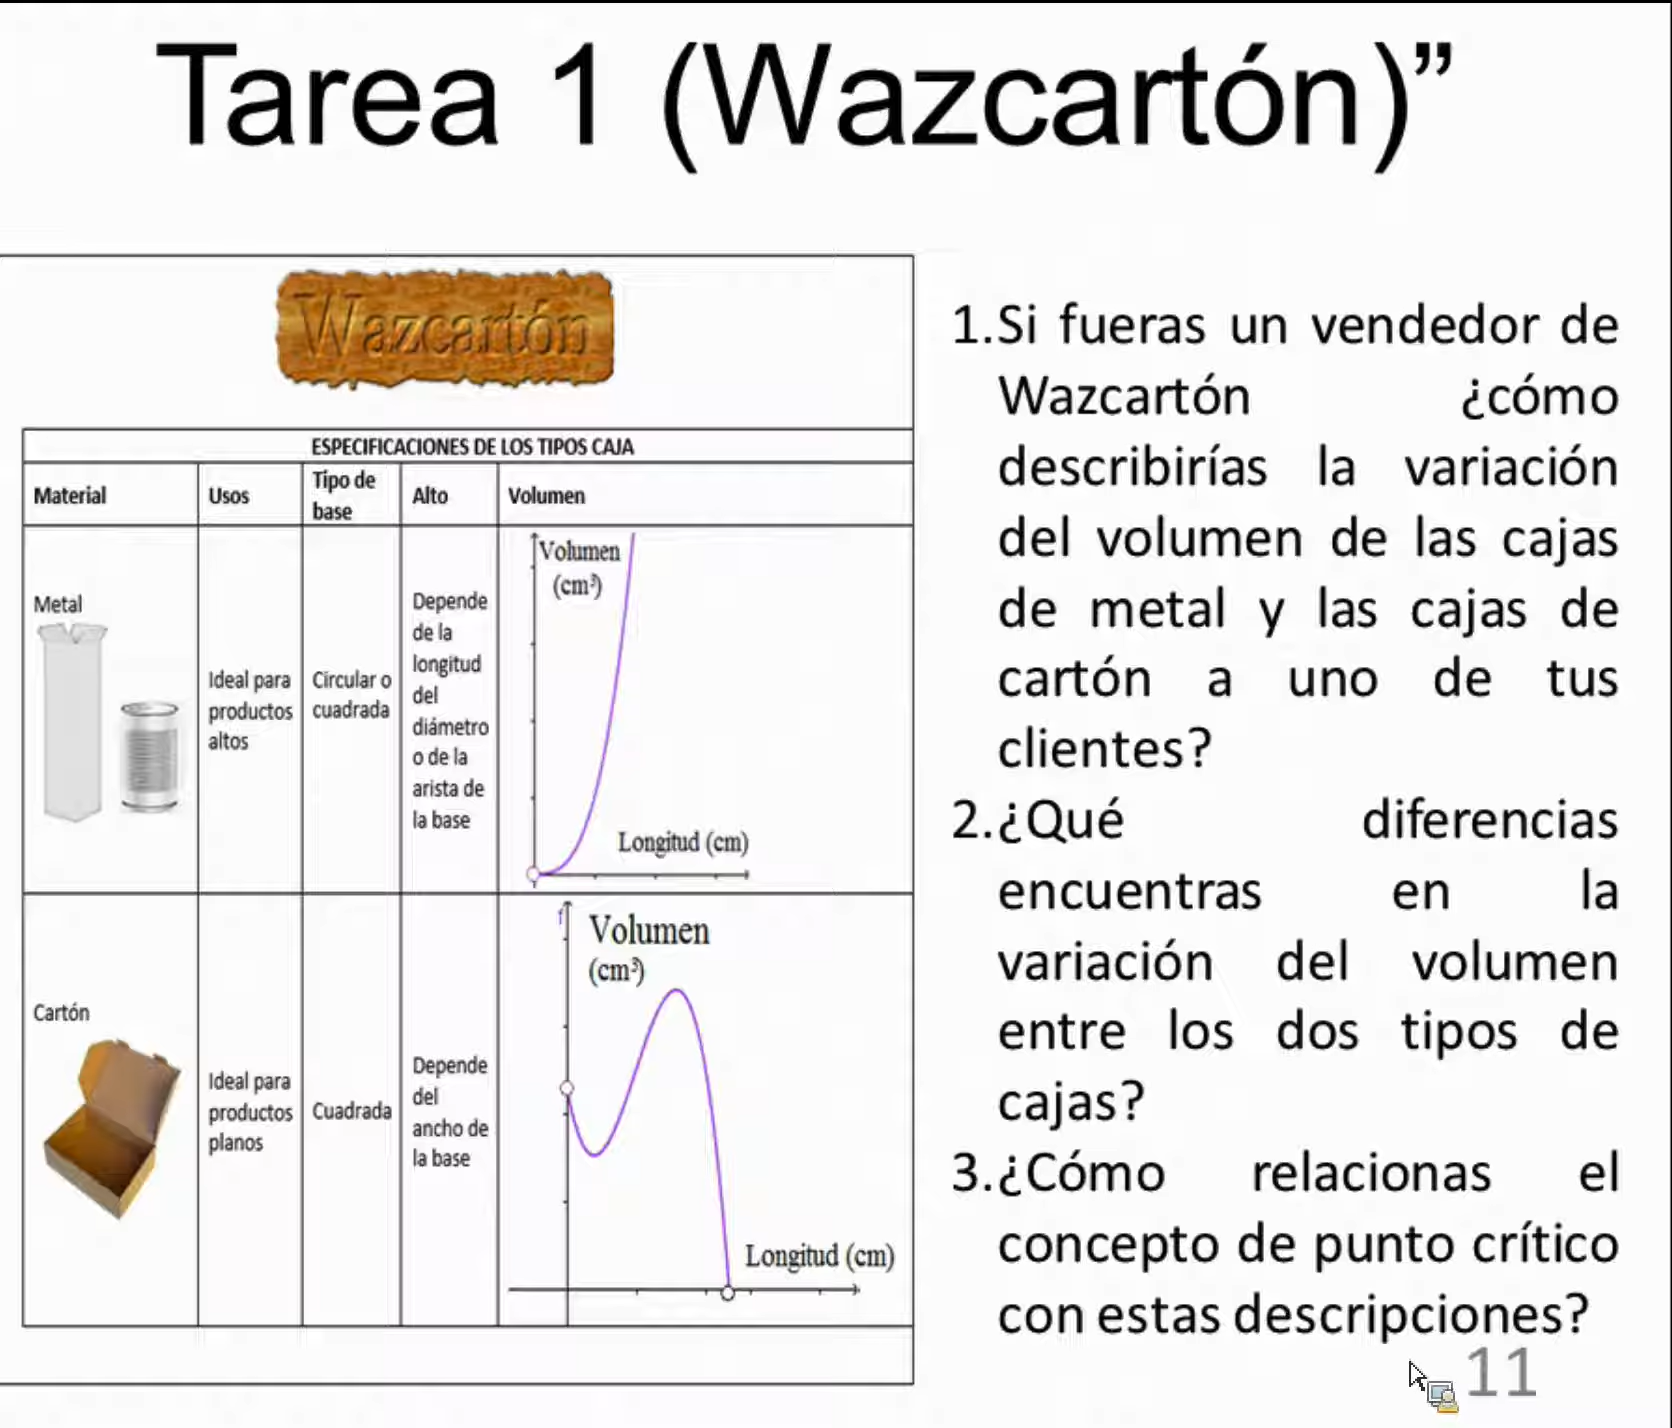 Tarea 1 (Wazcartón)”
Wazcartón
ESPECIFICACIONES DE LOS TIPOS CAJA
Material
Usos
Tipo de
base
Alto
Volumen
Metal
Ideal para
productos
altos
Circular o
cuadrada
Depende
de la
longitud
del
diámetro
o de la
arista de
la base
Volumen
(cm³)
Longitud (cm)
Cartón
Ideal para
productos
planos
Cuadrada
Depende
del
ancho de
la base
f
Volumen
(cm³)
Longitud (cm)
1.Si fueras un vendedor de
Wazcartón ¿cómo
describirías la variación
del volumen de las cajas
de metal y las cajas de
cartón a uno de tus
clientes?
2.¿Qué diferencias
encuentras en la
variación del volumen
entre los dos tipos de
cajas?
3.¿Cómo relacionas el
concepto de punto crítico
con estas descripciones?
11